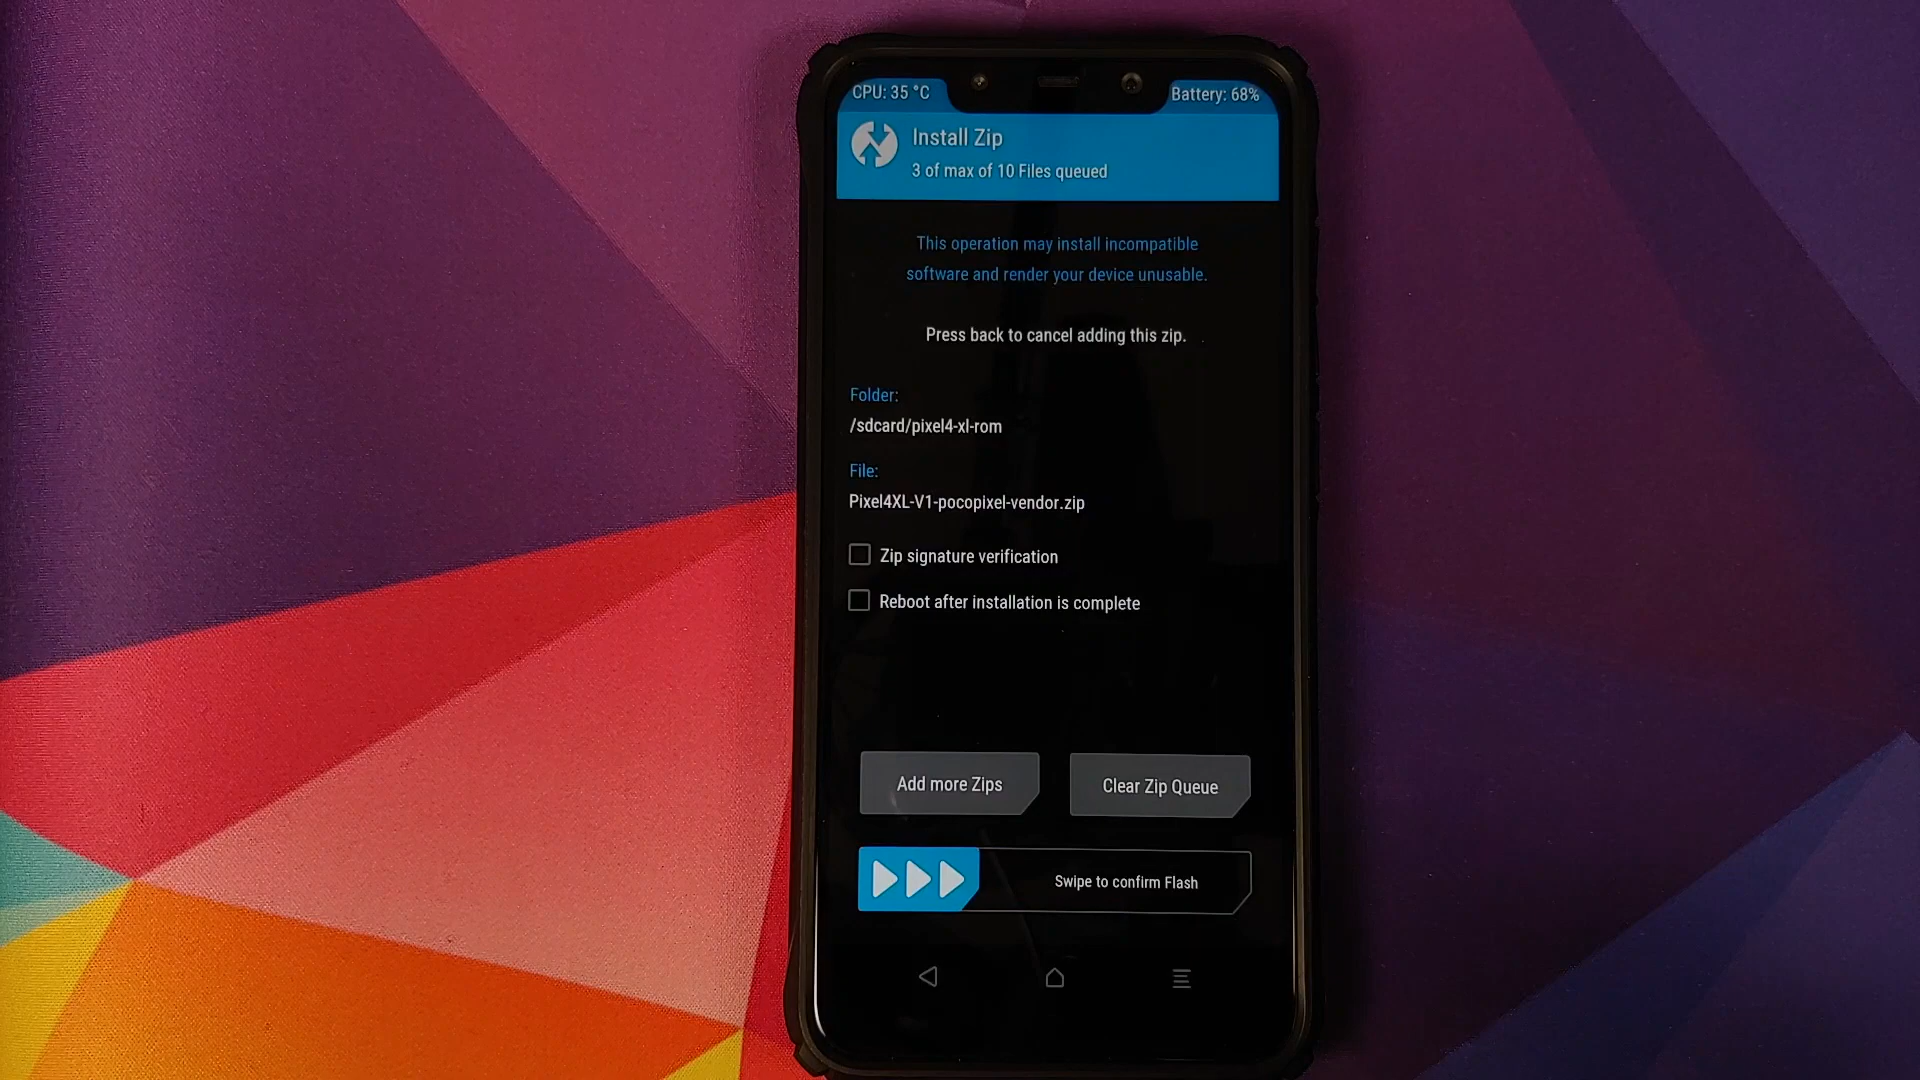 CPU: 35 °C
Battery: 68%
Install Zip
3 of max of 10 Files queued
This operation may install incompatible
software and render your device unusable.
Press back to cancel adding this zip.
Folder:
/sdcard/pixel4-xl-rom
File:
Pixel4XL-V1-pocopixel-vendor.zip
Zip signature verification
Reboot after installation is complete
Add more Zips
Clear Zip Queue
Swipe to confirm Flash